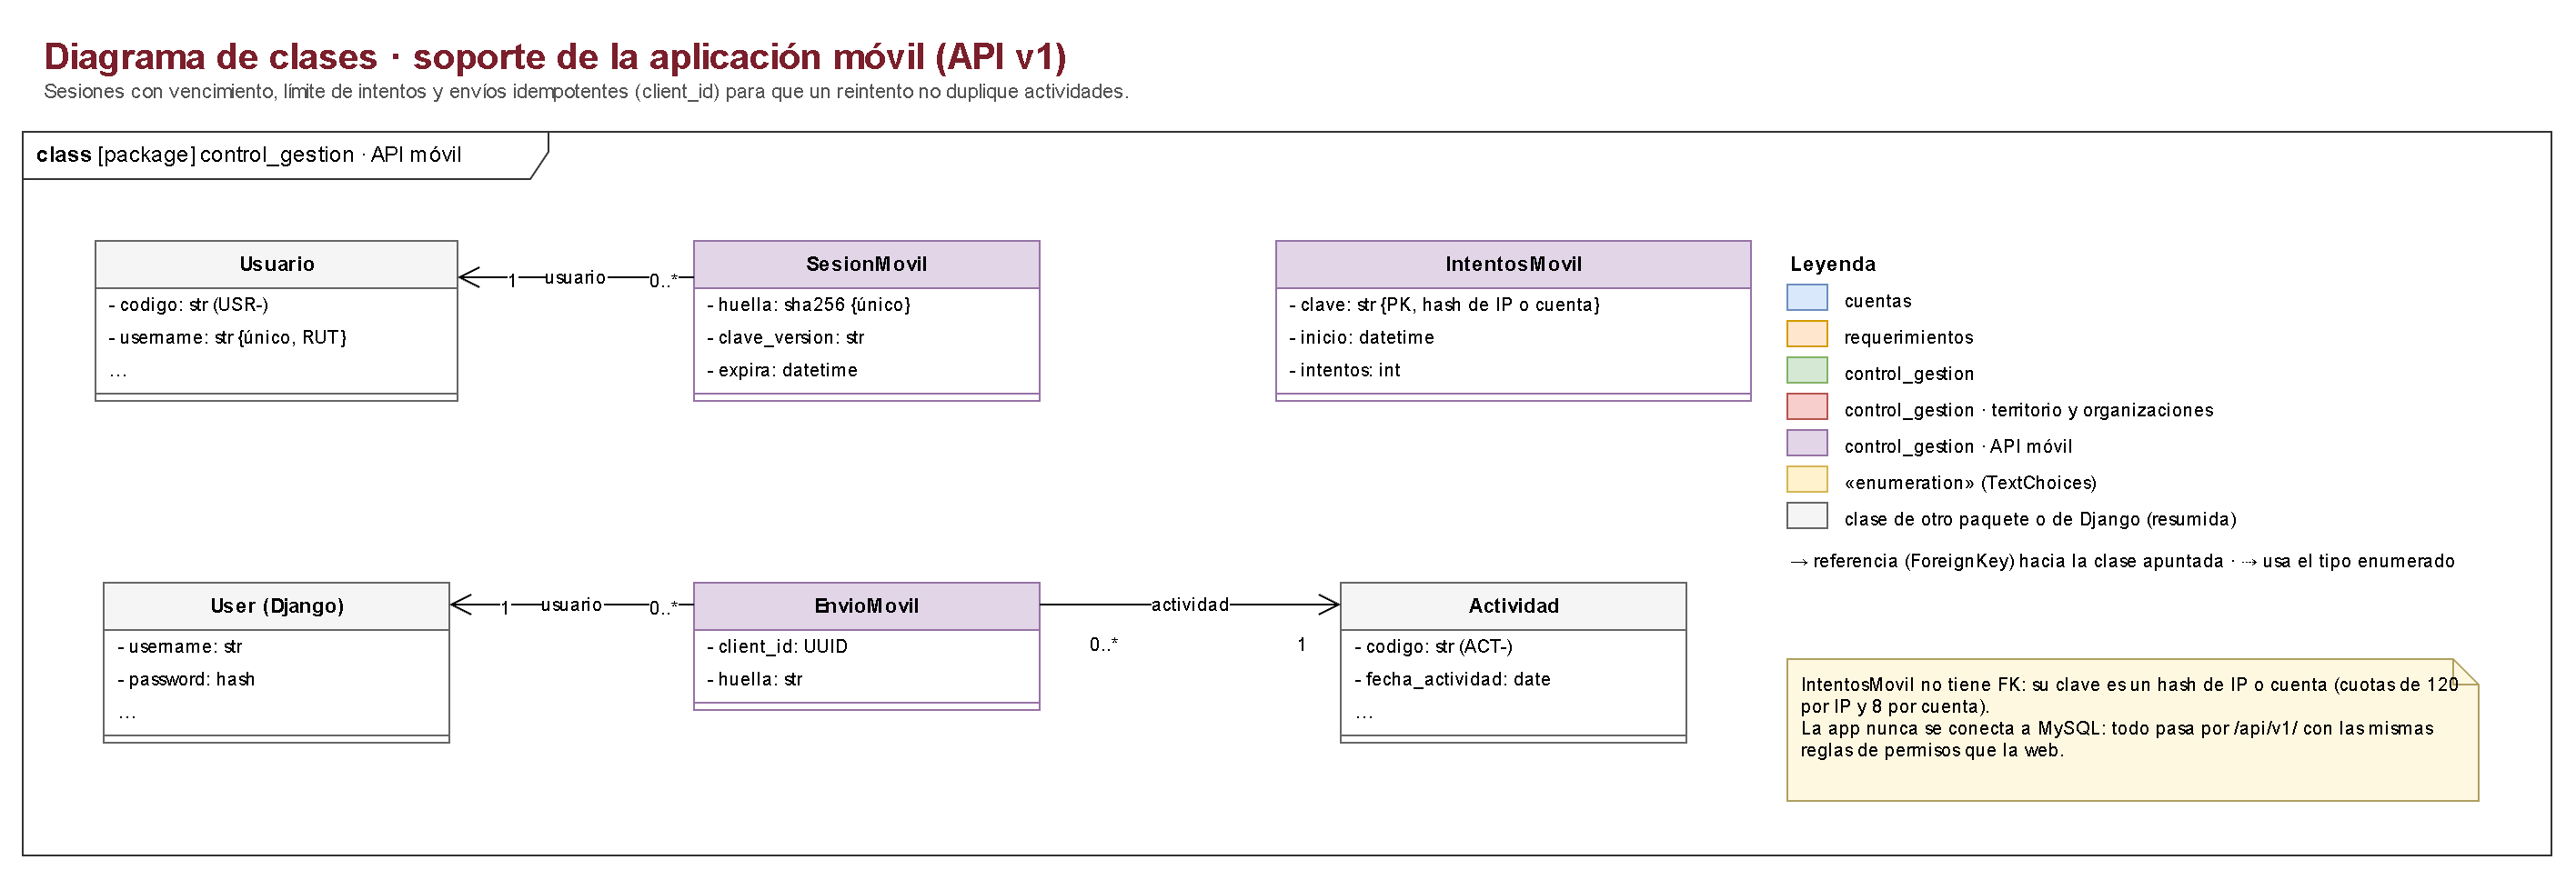 Diagrama de clases · soporte de la aplicación móvil (API v1)
Sesiones con vencimiento, límite de intentos y envíos idempotentes (client_id) para que un reintento no duplique actividades.
class [package] control_gestion · API móvil
Usuario
- codigo: str (USR-)
- username: str {único, RUT}
...
1 usuario 0..*
SesionMovil
- huella: sha256 {único}
- clave_version: str
- expira: datetime
IntentosMovil
- clave: str {PK, hash de IP o cuenta}
- inicio: datetime
- intentos: int
Leyenda
cuentas
requerimientos
control_gestion
control_gestion · territorio y organizaciones
control_gestion · API móvil
«enumeration» (TextChoices)
clase de otro paquete o de Django (resumida)
→ referencia (ForeignKey) hacia la clase apuntada · ⇢ usa el tipo enumerado
User (Django)
- username: str
- password: hash
...
1 usuario 0..*
EnvioMovil
- client_id: UUID
- huella: str
actividad
0..* 1
Actividad
- codigo: str (ACT-)
- fecha_actividad: date
...
IntentosMovil no tiene FK: su clave es un hash de IP o cuenta (cuotas de 120
por IP y 8 por cuenta).
La app nunca se conecta a MySQL: todo pasa por /api/v1/ con las mismas
reglas de permisos que la web.